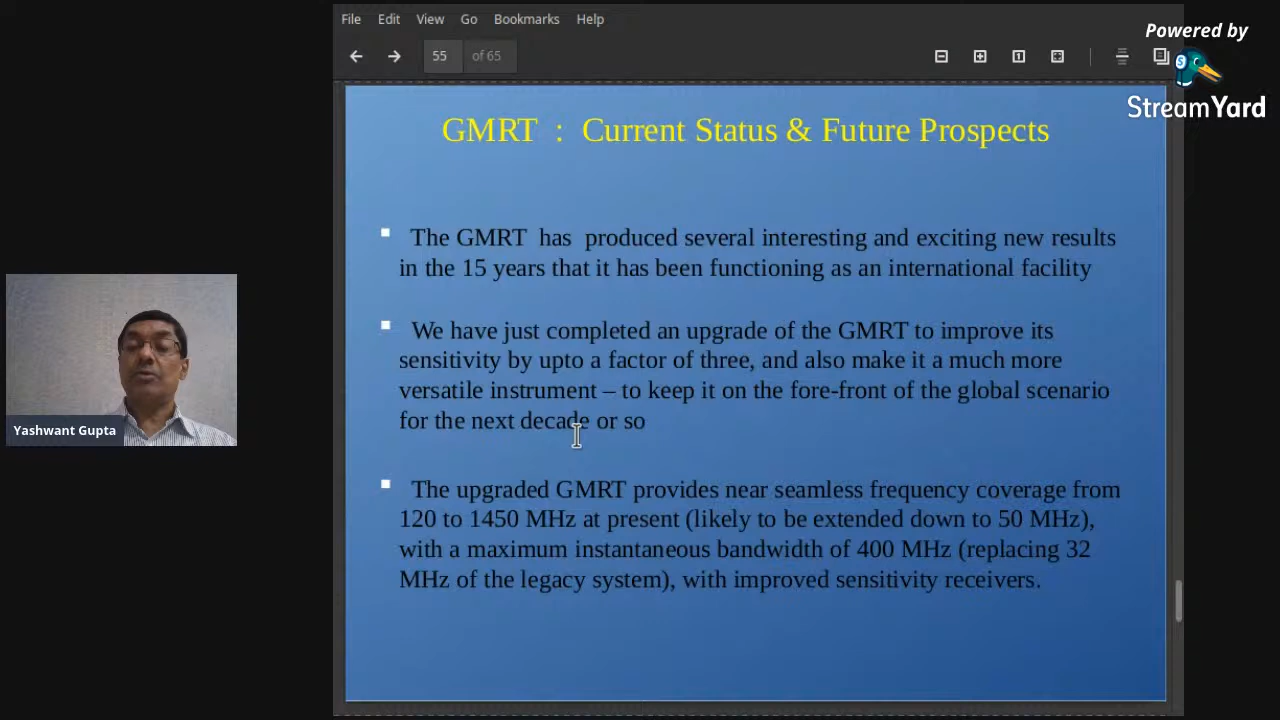 File Edit View Go Bookmarks Help
55 of 65
Powered by
StreamYard
GMRT : Current Status & Future Prospects
The GMRT has produced several interesting and exciting new results
in the 15 years that it has been functioning as an international facility
We have just completed an upgrade of the GMRT to improve its
sensitivity by upto a factor of three, and also make it a much more
versatile instrument – to keep it on the fore-front of the global scenario
for the next decade or so
The upgraded GMRT provides near seamless frequency coverage from
120 to 1450 MHz at present (likely to be extended down to 50 MHz),
with a maximum instantaneous bandwidth of 400 MHz (replacing 32
MHz of the legacy system), with improved sensitivity receivers.
Yashwant Gupta